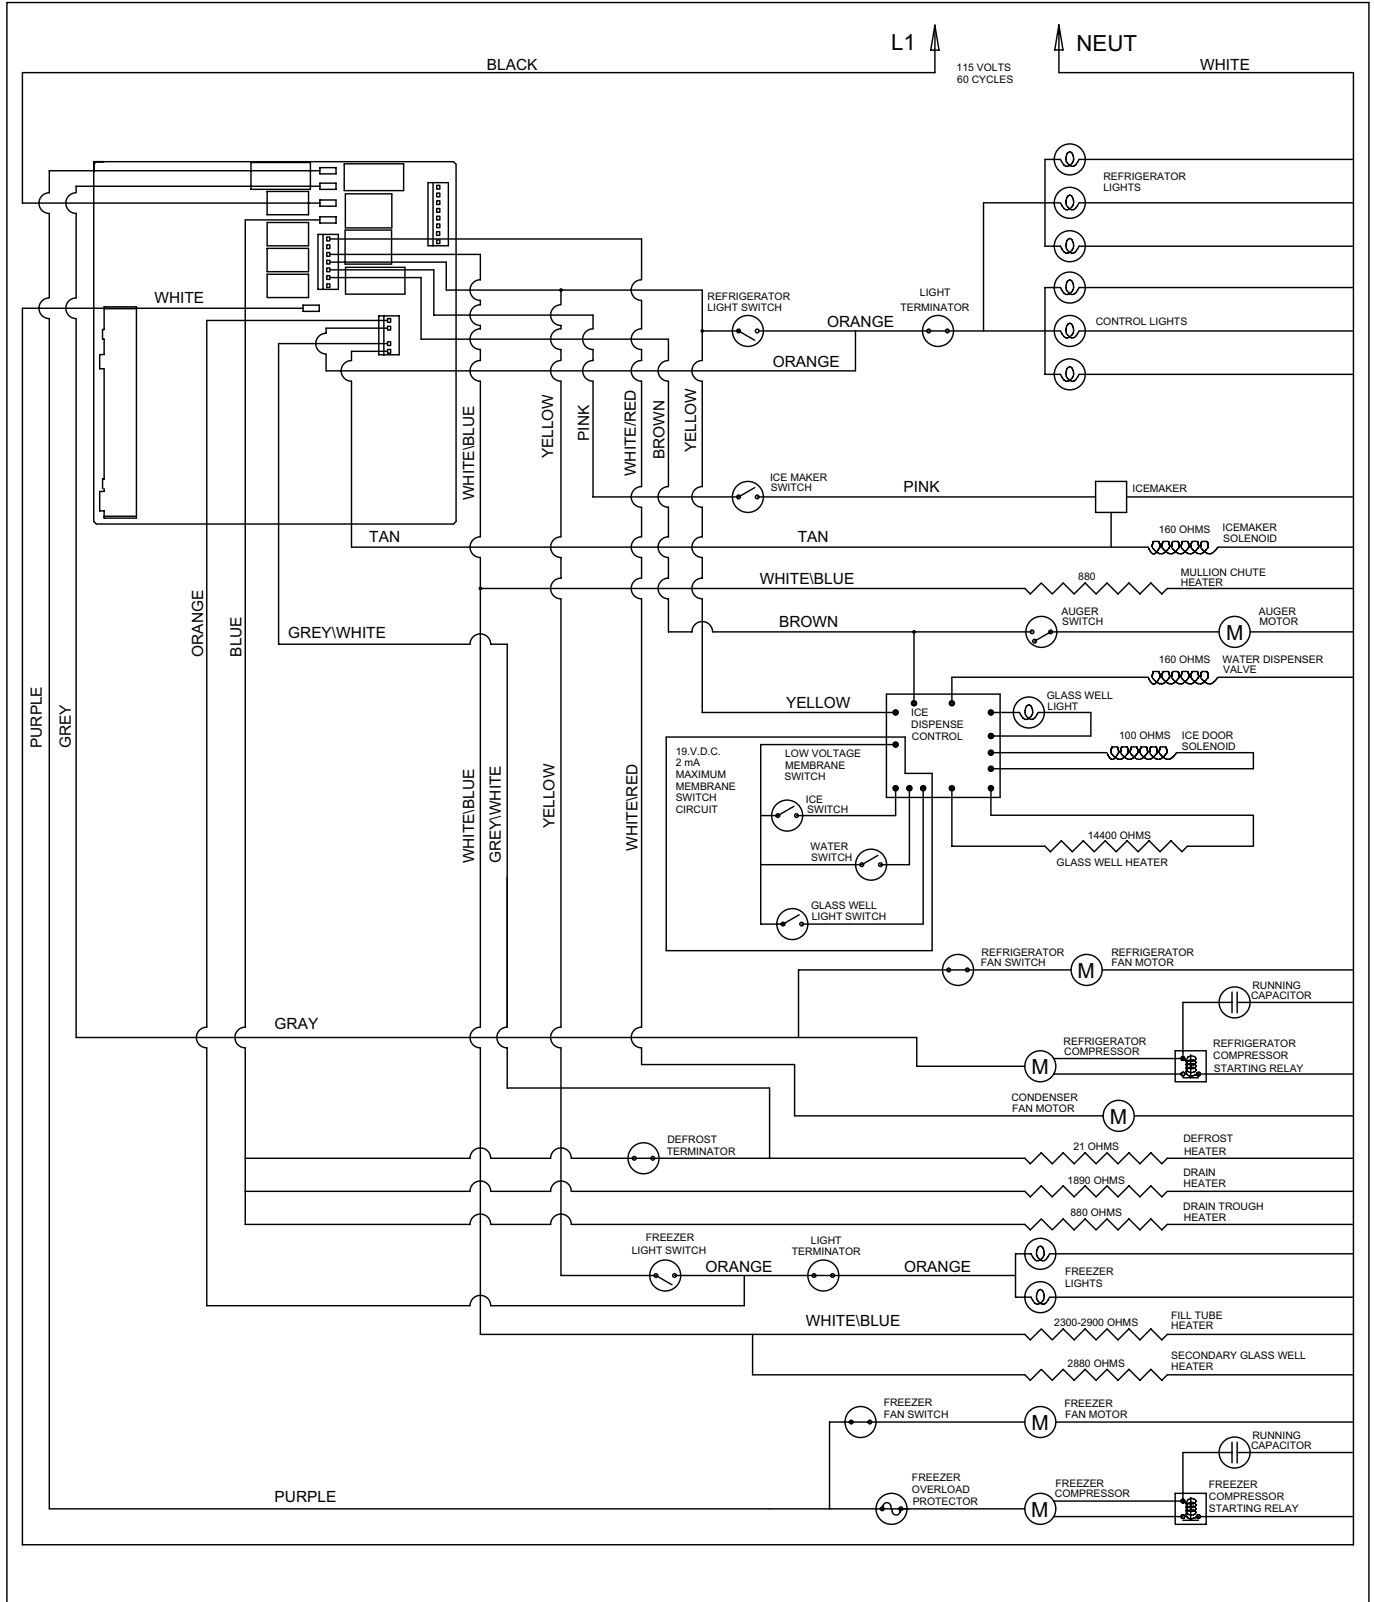 L1
NEUT
BLACK
115 VOLTS
60 CYCLES
WHITE
REFRIGERATOR
LIGHTS
WHITE
REFRIGERATOR
LIGHT SWITCH
LIGHT
TERMINATOR
ORANGE
CONTROL LIGHTS
ORANGE
WHITE\BLUE
YELLOW
PINK
WHITE/RED
BROWN
YELLOW
ICE MAKER
SWITCH
PINK
ICEMAKER
TAN
TAN
160 OHMS
ICEMAKER
SOLENOID
WHITE\BLUE
880
MULLION CHUTE
HEATER
ORANGE
BLUE
GREY\WHITE
BROWN
AUGER
SWITCH
M
AUGER
MOTOR
160 OHMS
WATER DISPENSER
VALVE
PURPLE
GREY
YELLOW
ICE
DISPENSE
CONTROL
GLASS WELL
LIGHT
100 OHMS
ICE DOOR
SOLENOID
19.V.D.C.
2 mA
MAXIMUM
MEMBRANE
SWITCH
CIRCUIT
LOW VOLTAGE
MEMBRANE
SWITCH
ICE
SWITCH
WHITE\BLUE
GREY\WHITE
YELLOW
WHITE\RED
WATER
SWITCH
14400 OHMS
GLASS WELL HEATER
GLASS WELL
LIGHT SWITCH
REFRIGERATOR
FAN SWITCH
M
REFRIGERATOR
FAN MOTOR
RUNNING
CAPACITOR
GRAY
REFRIGERATOR
COMPRESSOR
M
REFRIGERATOR
COMPRESSOR
STARTING RELAY
CONDENSER
FAN MOTOR
M
DEFROST
TERMINATOR
21 OHMS
DEFROST
HEATER
1890 OHMS
DRAIN
HEATER
880 OHMS
DRAIN TROUGH
HEATER
FREEZER
LIGHT SWITCH
ORANGE
LIGHT
TERMINATOR
ORANGE
FREEZER
LIGHTS
WHITE\BLUE
2300-2900 OHMS
FILL TUBE
HEATER
2880 OHMS
SECONDARY GLASS WELL
HEATER
FREEZER
FAN SWITCH
M
FREEZER
FAN MOTOR
RUNNING
CAPACITOR
PURPLE
FREEZER
OVERLOAD
PROTECTOR
M
FREEZER
COMPRESSOR
FREEZER
COMPRESSOR
STARTING RELAY